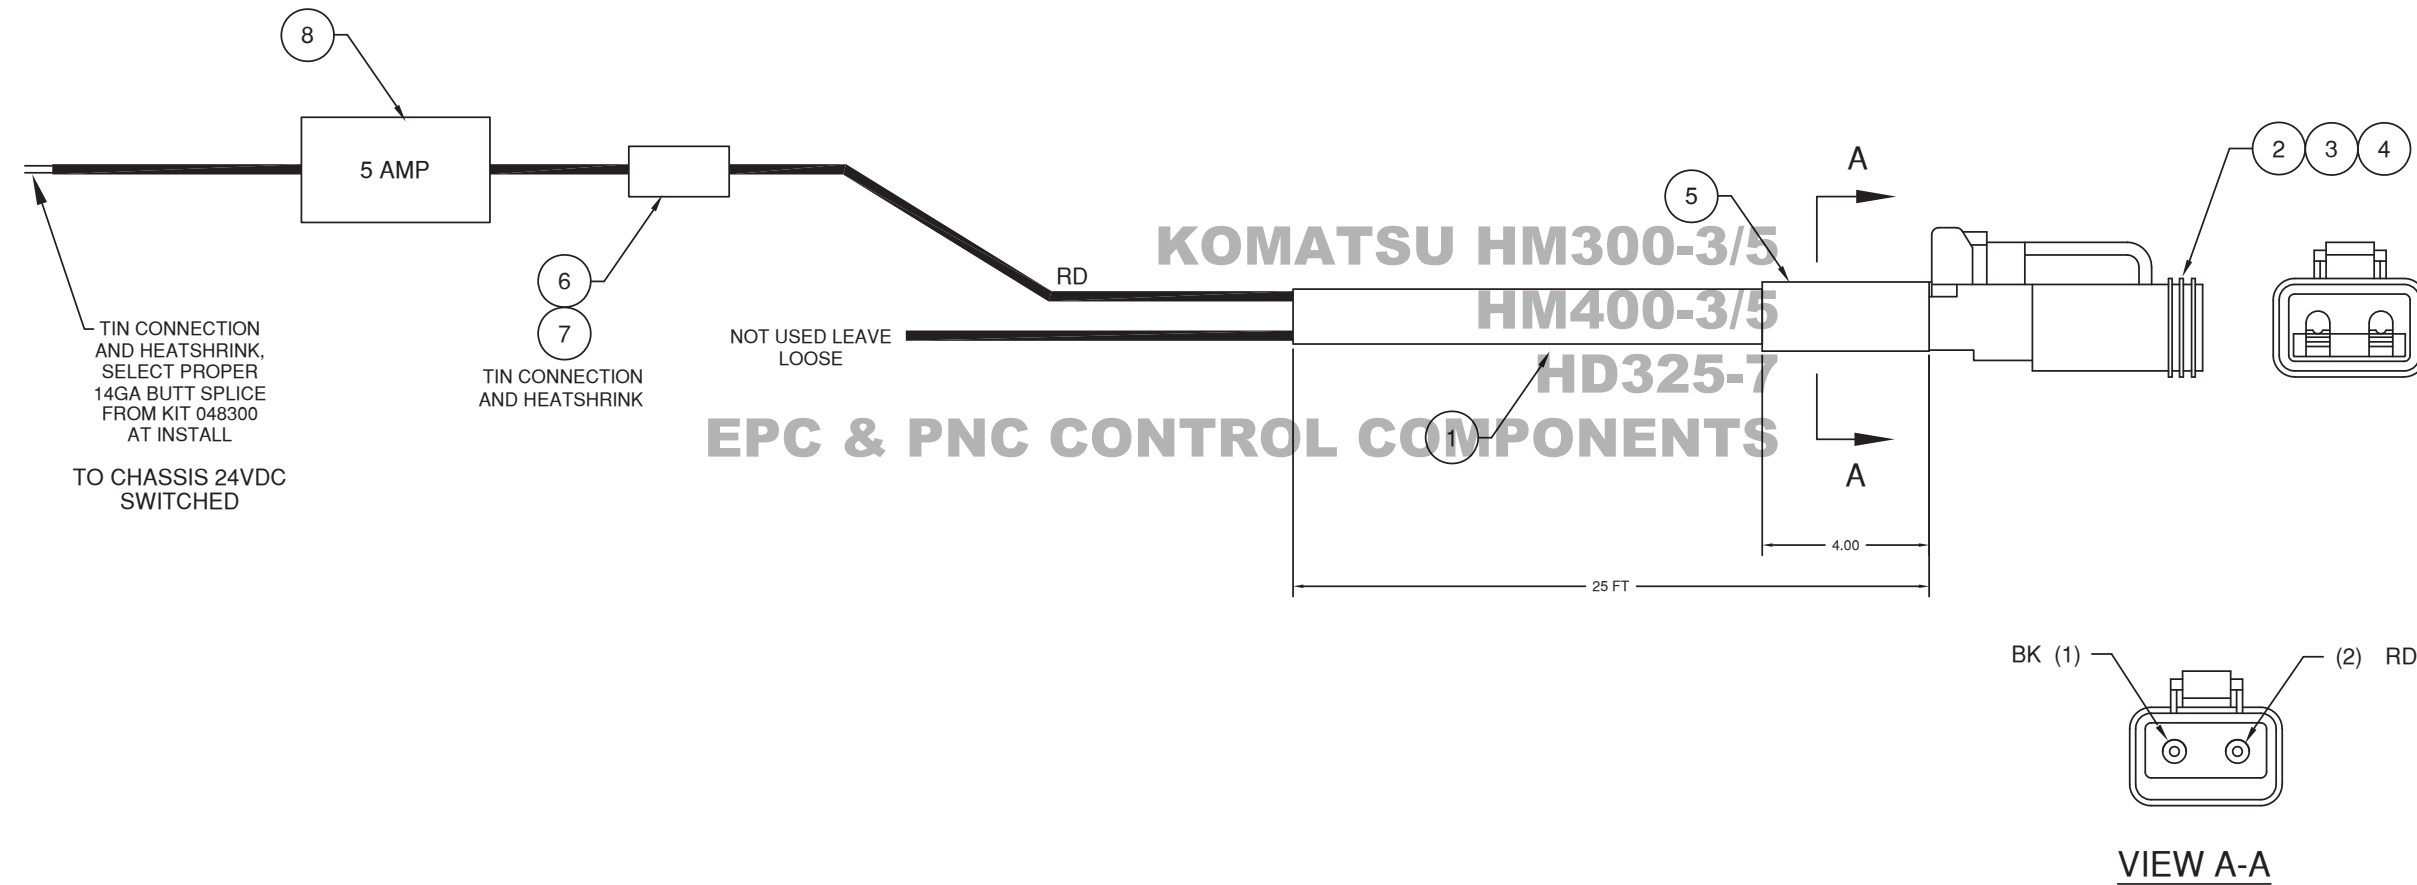 8
5 AMP
2 3 4
A
5
KOMATSU HM300-3/5
HM400-3/5
HD325-7
EPC & PNC CONTROL COMPONENTS
6
7
RD
TIN CONNECTION
AND HEATSHRINK,
SELECT PROPER
14GA BUTT SPLICE
FROM KIT 048300
AT INSTALL
TO CHASSIS 24VDC
SWITCHED
TIN CONNECTION
AND HEATSHRINK
NOT USED LEAVE
LOOSE
1
A
4.00
25 FT
BK (1)
(2) RD
VIEW A-A